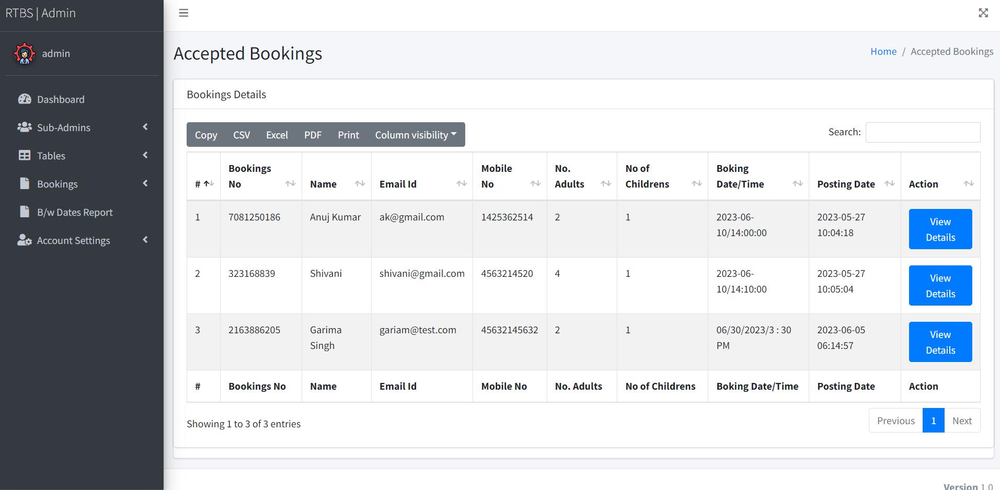 RTBS | Admin
admin
Dashboard
Sub-Admins
Tables
Bookings
B/w Dates Report
Account Settings
Accepted Bookings
Home / Accepted Bookings
Bookings Details
Copy CSV Excel PDF Print Column visibility
Search:
# Bookings No Name Email Id Mobile No No. Adults No of Childrens Boking Date/Time Posting Date Action
1 7081250186 Anuj Kumar ak@gmail.com 1425362514 2 1 2023-06-10/14:00:00 2023-05-27 10:04:18 View Details
2 323168839 Shivani shivani@gmail.com 4563214520 4 1 2023-06-10/14:10:00 2023-05-27 10:05:04 View Details
3 2163886205 Garima Singh gariam@test.com 45632145632 2 1 06/30/2023/3 : 30 PM 2023-06-05 06:14:57 View Details
# Bookings No Name Email Id Mobile No No. Adults No of Childrens Boking Date/Time Posting Date Action
Showing 1 to 3 of 3 entries
Previous 1 Next
Version 1.0